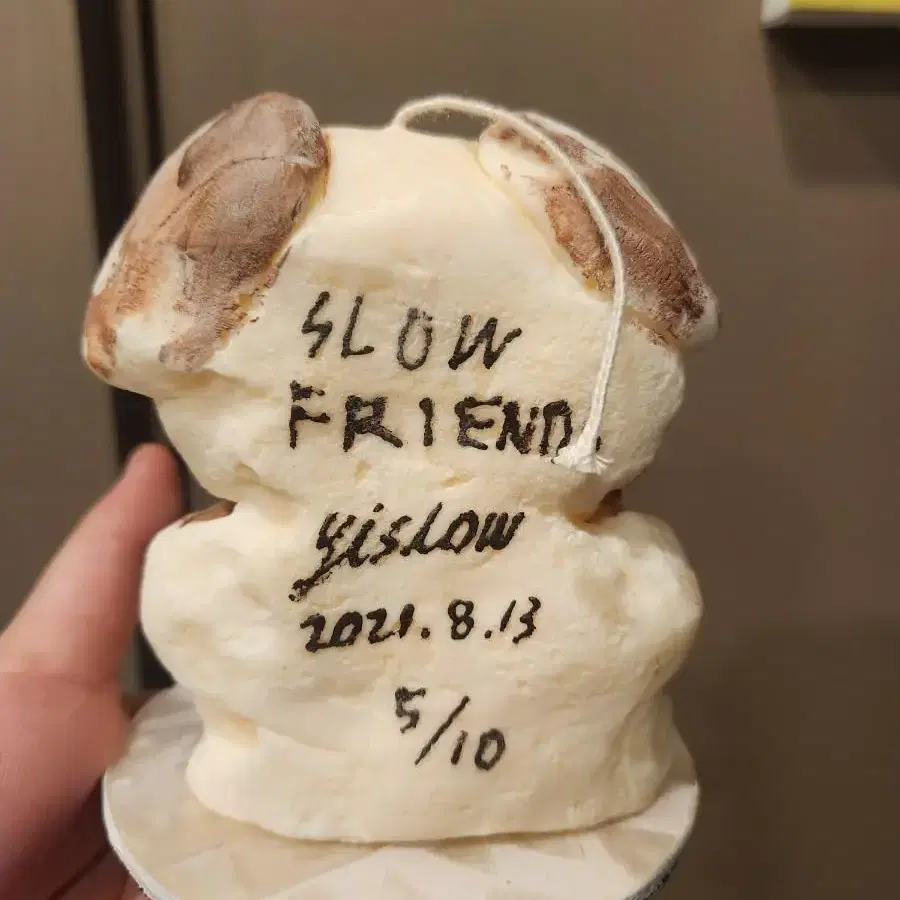 SLOW
FRIEND.
yislow
2021.8.13
5/10